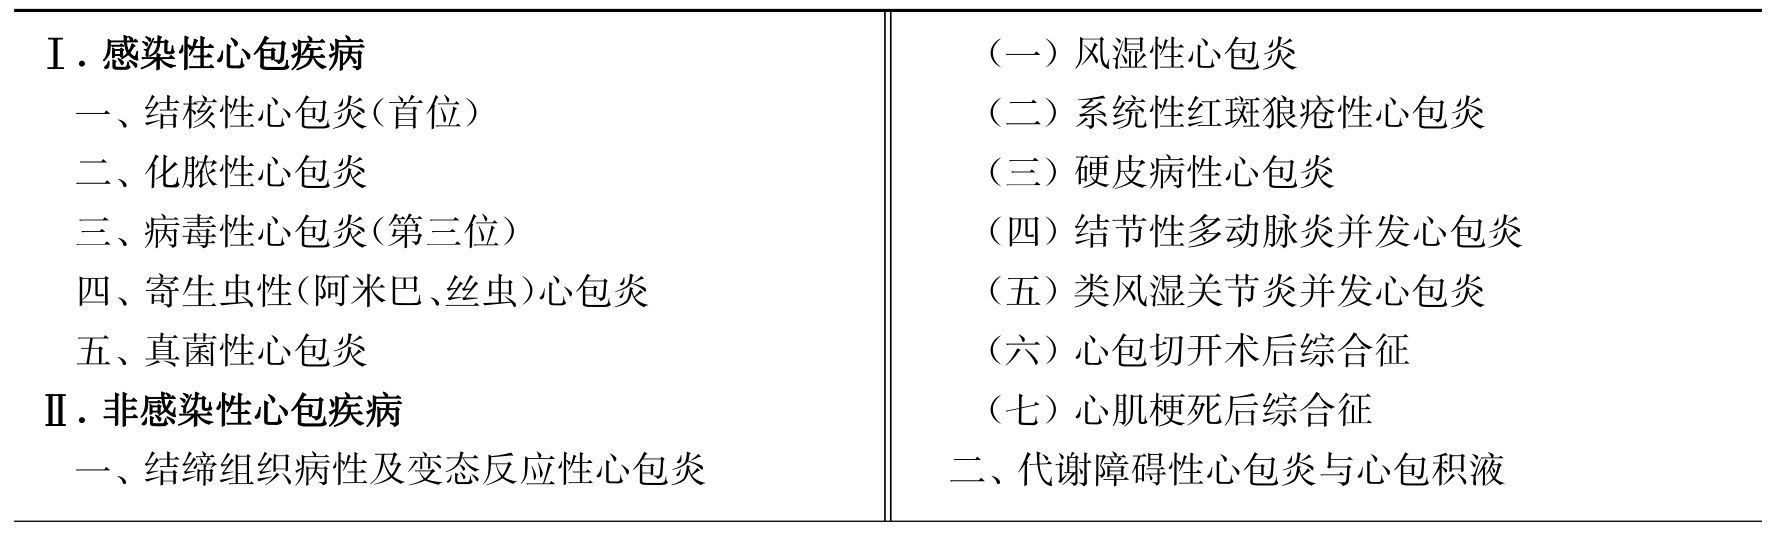 Ⅰ. 感染性心包疾病
一、结核性心包炎(首位)
二、化脓性心包炎
三、病毒性心包炎(第三位)
四、寄生虫性(阿米巴、丝虫)心包炎
五、真菌性心包炎
Ⅱ. 非感染性心包疾病
一、结缔组织病性及变态反应性心包炎
(一) 风湿性心包炎
(二) 系统性红斑狼疮性心包炎
(三) 硬皮病性心包炎
(四) 结节性多动脉炎并发心包炎
(五) 类风湿关节炎并发心包炎
(六) 心包切开术后综合征
(七) 心肌梗死后综合征
二、代谢障碍性心包炎与心包积液